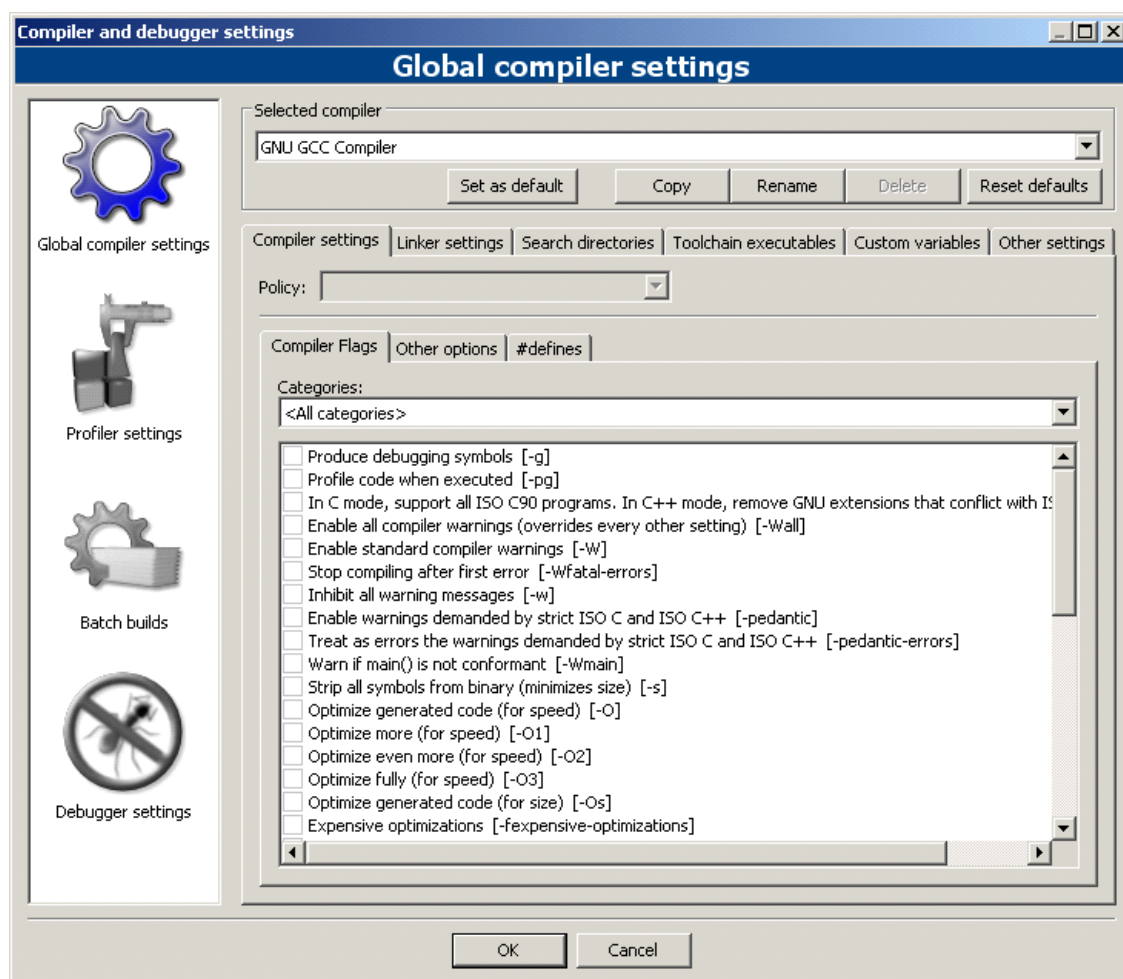 Compiler and debugger settings
Global compiler settings
Global compiler settings
Profiler settings
Batch builds
Debugger settings
Selected compiler
GNU GCC Compiler
Set as default Copy Rename Delete Reset defaults
Compiler settings Linker settings Search directories Toolchain executables Custom variables Other settings
Policy:
Compiler Flags Other options #defines
Categories:
<All categories>
Produce debugging symbols [-g]
Profile code when executed [-pg]
In C mode, support all ISO C90 programs. In C++ mode, remove GNU extensions that conflict with
Enable all compiler warnings (overrides every other setting) [-Wall]
Enable standard compiler warnings [-W]
Stop compiling after first error [-Wfatal-errors]
Inhibit all warning messages [-w]
Enable warnings demanded by strict ISO C and ISO C++ [-pedantic]
Treat as errors the warnings demanded by strict ISO C and ISO C++ [-pedantic-errors]
Warn if main() is not conformant [-Wmain]
Strip all symbols from binary (minimizes size) [-s]
Optimize generated code (for speed) [-O]
Optimize more (for speed) [-O1]
Optimize even more (for speed) [-O2]
Optimize fully (for speed) [-O3]
Optimize generated code (for size) [-Os]
Expensive optimizations [-fexpensive-optimizations]
OK Cancel